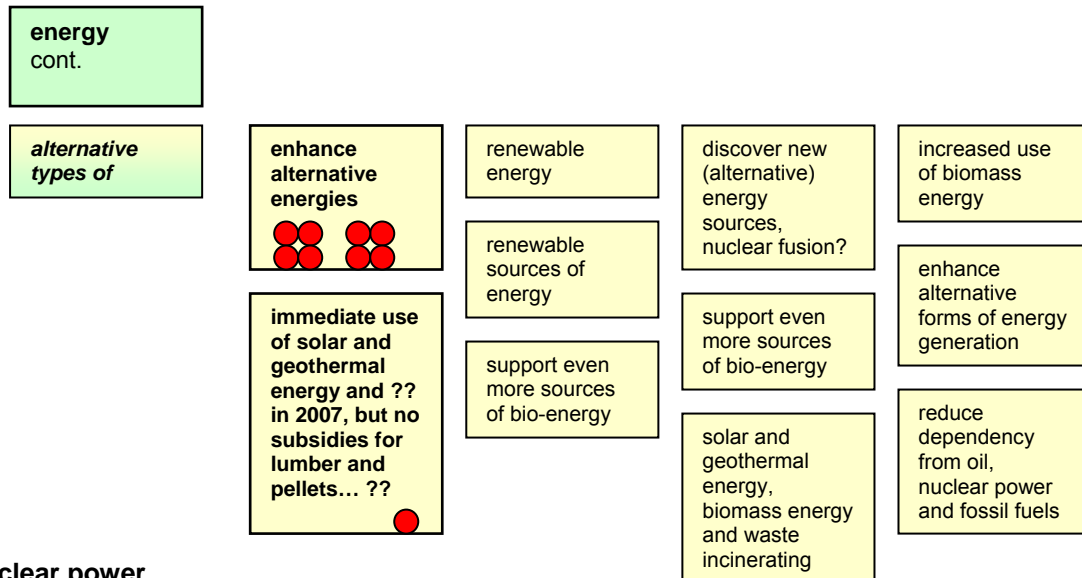 energy
cont.
alternative
types of
enhance
alternative
energies
immediate use
of solar and
geothermal
energy and ??
in 2007, but no
subsidies for
lumber and
pellets… ??
renewable
energy
renewable
sources of
energy
support even
more sources
of bio-energy
discover new
(alternative)
energy
sources,
nuclear fusion?
support even
more sources
of bio-energy
solar and
geothermal
energy,
biomass energy
and waste
incinerating
increased use
of biomass
energy
enhance
alternative
forms of energy
generation
reduce
dependency
from oil,
nuclear power
and fossil fuels
clear power